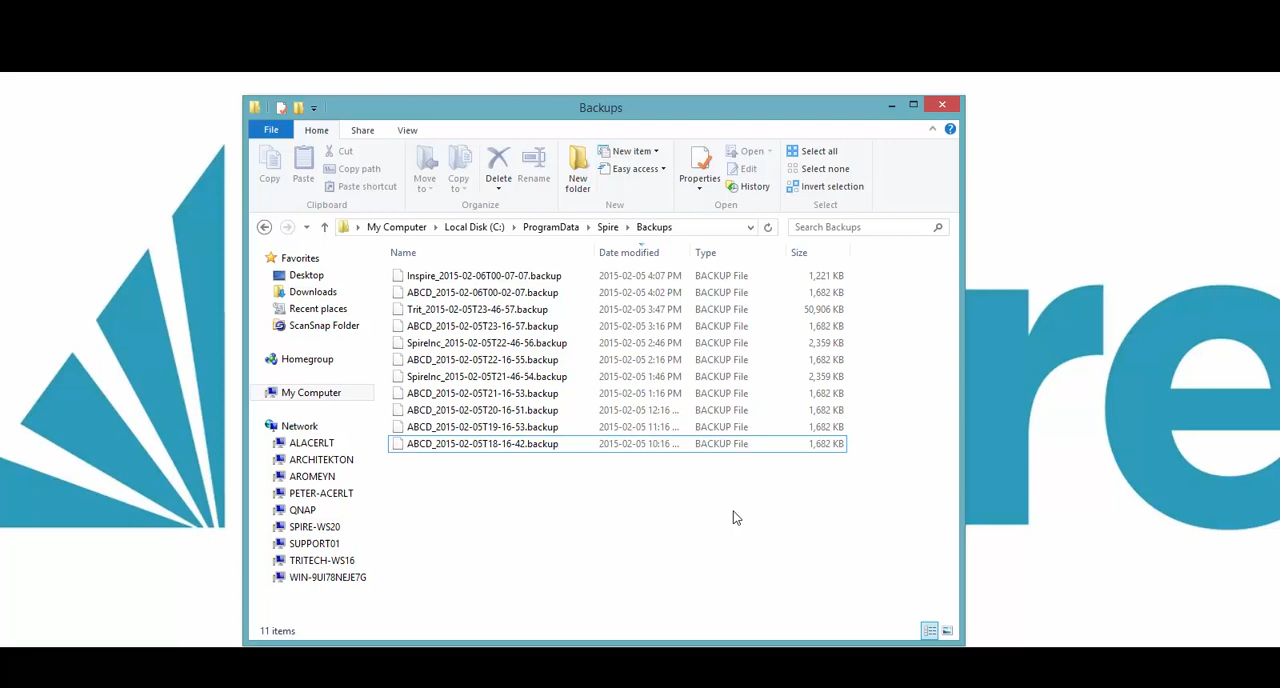 Backups
File Home Share View
Copy
Paste
Cut
Copy path
Paste shortcut
Clipboard
Move to
Copy to
Delete
Rename
Organize
New folder
New item
Easy access
New
Properties
Open
Edit
History
Open
Select all
Select none
Invert selection
Select
My Computer Local Disk (C:) ProgramData Spire Backups
Search Backups
Name Date modified Type Size
Inspire_2015-02-06T00-07-07.backup 2015-02-05 4:07 PM BACKUP File 1,221 KB
ABCD_2015-02-06T00-02-07.backup 2015-02-05 4:02 PM BACKUP File 1,682 KB
Trit_2015-02-05T23-46-57.backup 2015-02-05 3:47 PM BACKUP File 50,906 KB
ABCD_2015-02-05T23-16-57.backup 2015-02-05 3:16 PM BACKUP File 1,682 KB
SpireInc_2015-02-05T22-46-56.backup 2015-02-05 2:46 PM BACKUP File 2,359 KB
ABCD_2015-02-05T22-16-55.backup 2015-02-05 2:16 PM BACKUP File 1,682 KB
SpireInc_2015-02-05T21-46-54.backup 2015-02-05 1:46 PM BACKUP File 2,359 KB
ABCD_2015-02-05T21-16-53.backup 2015-02-05 1:16 PM BACKUP File 1,682 KB
ABCD_2015-02-05T20-16-51.backup 2015-02-05 12:16 ... BACKUP File 1,682 KB
ABCD_2015-02-05T19-16-53.backup 2015-02-05 11:16 ... BACKUP File 1,682 KB
ABCD_2015-02-05T18-16-42.backup 2015-02-05 10:16 ... BACKUP File 1,682 KB
Favorites
Desktop
Downloads
Recent places
ScanSnap Folder
Homegroup
My Computer
Network
ALACERLT
ARCHITEKTON
AROMEYN
PETER-ACERLT
QNAP
SPIRE-WS20
SUPPORT01
TRITECH-WS16
WIN-9UI78NEJE7G
11 items
re